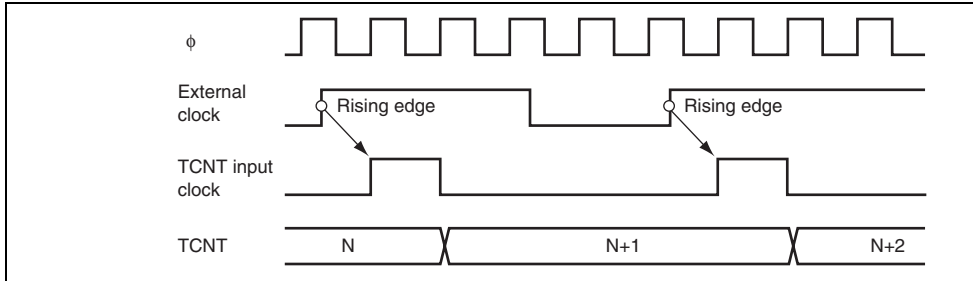 ϕ
External
clock
Rising edge
Rising edge
TCNT input
clock
TCNT
N
N+1
N+2